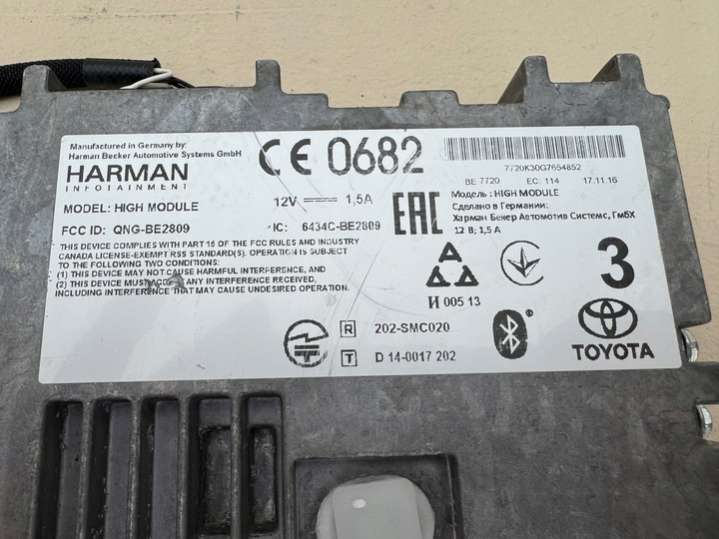 Manufactured in Germany by:
Harman Becker Automotive Systems GmbH
HARMAN
INFOTAINMENT
MODEL: HIGH MODULE
FCC ID: QNG-BE2809
CE 0682
12V 1,5A
IC: 6434C-BE2809
THIS DEVICE COMPLIES WITH PART 15 OF THE FCC RULES AND INDUSTRY
CANADA LICENSE-EXEMPT RSS STANDARD(S). OPERATION IS SUBJECT
TO THE FOLLOWING TWO CONDITIONS:
(1) THIS DEVICE MAY NOT CAUSE HARMFUL INTERFERENCE, AND
(2) THIS DEVICE MUST ACCEPT ANY INTERFERENCE RECEIVED,
INCLUDING INTERFERENCE THAT MAY CAUSE UNDESIRED OPERATION.
7720K30G7654852
BE 7720 EC: 114 17.11.16
EAC
Модель: HIGH MODULE
Сделано в Германии:
Харман Бекер Аутомотив Системс, ГмбХ
12 В; 1,5 А
И 005 13
3
R 202-SMC020
T D 14-0017 202
TOYOTA